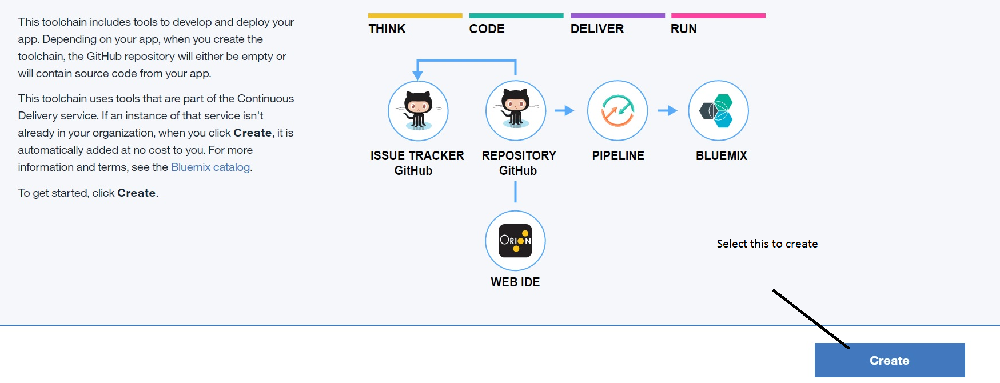 This toolchain includes tools to develop and deploy your
app. Depending on your app, when you create the
toolchain, the GitHub repository will either be empty or
will contain source code from your app.
This toolchain uses tools that are part of the Continuous
Delivery service. If an instance of that service isn't
already in your organization, when you click Create, it is
automatically added at no cost to you. For more
information and terms, see the Bluemix catalog.
To get started, click Create.
THINK
CODE
DELIVER
RUN
ISSUE TRACKER
GitHub
REPOSITORY
GitHub
PIPELINE
BLUEMIX
ORION
WEB IDE
Select this to create
Create